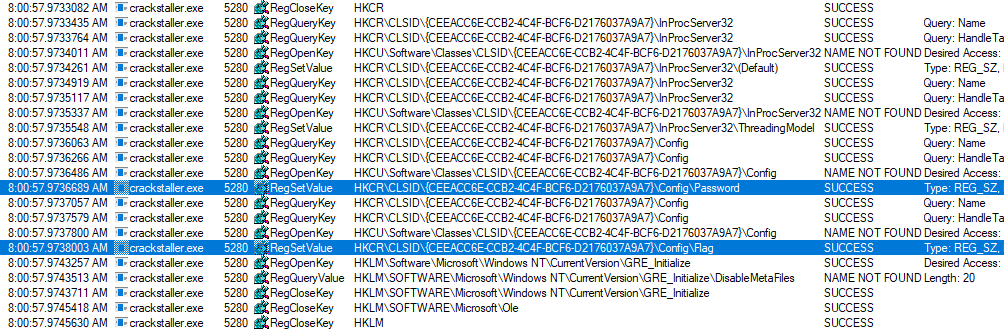 8:00:57.9733082 AM crackstaller.exe 5280 RegCloseKey HKCR SUCCESS
8:00:57.9733435 AM crackstaller.exe 5280 RegQueryKey HKCR\CLSID\{CEEACC6E-CCB2-4C4F-BCF6-D2176037A9A7}\InProcServer32 SUCCESS Query: Name
8:00:57.9733764 AM crackstaller.exe 5280 RegQueryKey HKCR\CLSID\{CEEACC6E-CCB2-4C4F-BCF6-D2176037A9A7}\InProcServer32 SUCCESS Query: HandleTa
8:00:57.9734011 AM crackstaller.exe 5280 RegOpenKey HKCU\Software\Classes\CLSID\{CEEACC6E-CCB2-4C4F-BCF6-D2176037A9A7}\InProcServer32 NAME NOT FOUND Desired Access:
8:00:57.9734261 AM crackstaller.exe 5280 RegSetValue HKCR\CLSID\{CEEACC6E-CCB2-4C4F-BCF6-D2176037A9A7}\InProcServer32\(Default) SUCCESS Type: REG_SZ,
8:00:57.9734919 AM crackstaller.exe 5280 RegQueryKey HKCR\CLSID\{CEEACC6E-CCB2-4C4F-BCF6-D2176037A9A7}\InProcServer32 SUCCESS Query: Name
8:00:57.9735117 AM crackstaller.exe 5280 RegQueryKey HKCR\CLSID\{CEEACC6E-CCB2-4C4F-BCF6-D2176037A9A7}\InProcServer32 SUCCESS Query: HandleTa
8:00:57.9735337 AM crackstaller.exe 5280 RegOpenKey HKCU\Software\Classes\CLSID\{CEEACC6E-CCB2-4C4F-BCF6-D2176037A9A7}\InProcServer32 NAME NOT FOUND Desired Access:
8:00:57.9735548 AM crackstaller.exe 5280 RegSetValue HKCR\CLSID\{CEEACC6E-CCB2-4C4F-BCF6-D2176037A9A7}\InProcServer32\ThreadingModel SUCCESS Type: REG_SZ,
8:00:57.9736063 AM crackstaller.exe 5280 RegQueryKey HKCR\CLSID\{CEEACC6E-CCB2-4C4F-BCF6-D2176037A9A7}\Config SUCCESS Query: Name
8:00:57.9736266 AM crackstaller.exe 5280 RegQueryKey HKCR\CLSID\{CEEACC6E-CCB2-4C4F-BCF6-D2176037A9A7}\Config SUCCESS Query: HandleTa
8:00:57.9736486 AM crackstaller.exe 5280 RegOpenKey HKCU\Software\Classes\CLSID\{CEEACC6E-CCB2-4C4F-BCF6-D2176037A9A7}\Config NAME NOT FOUND Desired Access:
8:00:57.9736689 AM crackstaller.exe 5280 RegSetValue HKCR\CLSID\{CEEACC6E-CCB2-4C4F-BCF6-D2176037A9A7}\Config\Password SUCCESS Type: REG_SZ,
8:00:57.9737057 AM crackstaller.exe 5280 RegQueryKey HKCR\CLSID\{CEEACC6E-CCB2-4C4F-BCF6-D2176037A9A7}\Config SUCCESS Query: Name
8:00:57.9737579 AM crackstaller.exe 5280 RegQueryKey HKCR\CLSID\{CEEACC6E-CCB2-4C4F-BCF6-D2176037A9A7}\Config SUCCESS Query: HandleTa
8:00:57.9737800 AM crackstaller.exe 5280 RegOpenKey HKCU\Software\Classes\CLSID\{CEEACC6E-CCB2-4C4F-BCF6-D2176037A9A7}\Config NAME NOT FOUND Desired Access:
8:00:57.9738003 AM crackstaller.exe 5280 RegSetValue HKCR\CLSID\{CEEACC6E-CCB2-4C4F-BCF6-D2176037A9A7}\Config\Flag SUCCESS Type: REG_SZ,
8:00:57.9743257 AM crackstaller.exe 5280 RegOpenKey HKLM\Software\Microsoft\Windows NT\CurrentVersion\GRE_Initialize SUCCESS Desired Access:
8:00:57.9743513 AM crackstaller.exe 5280 RegQueryValue HKLM\SOFTWARE\Microsoft\Windows NT\CurrentVersion\GRE_Initialize\DisableMetaFiles NAME NOT FOUND Length: 20
8:00:57.9743711 AM crackstaller.exe 5280 RegCloseKey HKLM\SOFTWARE\Microsoft\Windows NT\CurrentVersion\GRE_Initialize SUCCESS
8:00:57.9745418 AM crackstaller.exe 5280 RegCloseKey HKLM\SOFTWARE\Microsoft\Ole SUCCESS
8:00:57.9745630 AM crackstaller.exe 5280 RegCloseKey HKLM SUCCESS